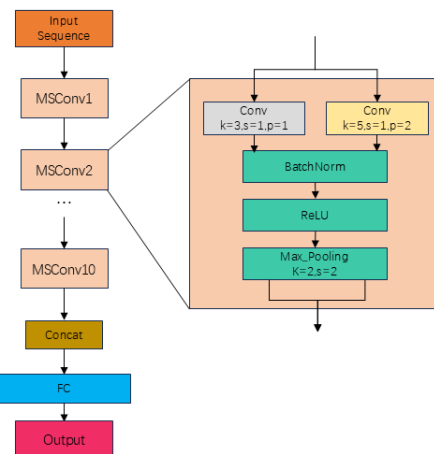 Input
Sequence
MSConv1
MSConv2
...
MSConv10
Concat
FC
Output
Conv
k=3,s=1,p=1
Conv
k=5,s=1,p=2
BatchNorm
ReLU
Max_Pooling
K=2,s=2